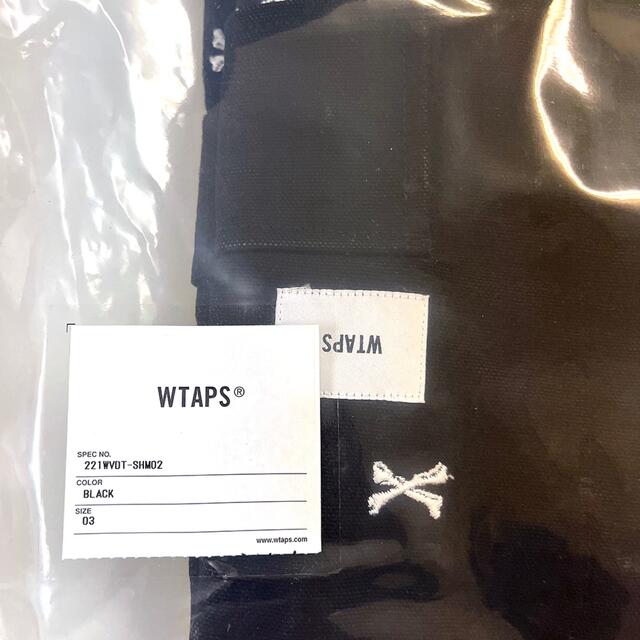 WTAPS
WTAPS®
SPEC NO.
221WVDT-SHM02
COLOR
BLACK
SIZE
03
www.wtaps.com